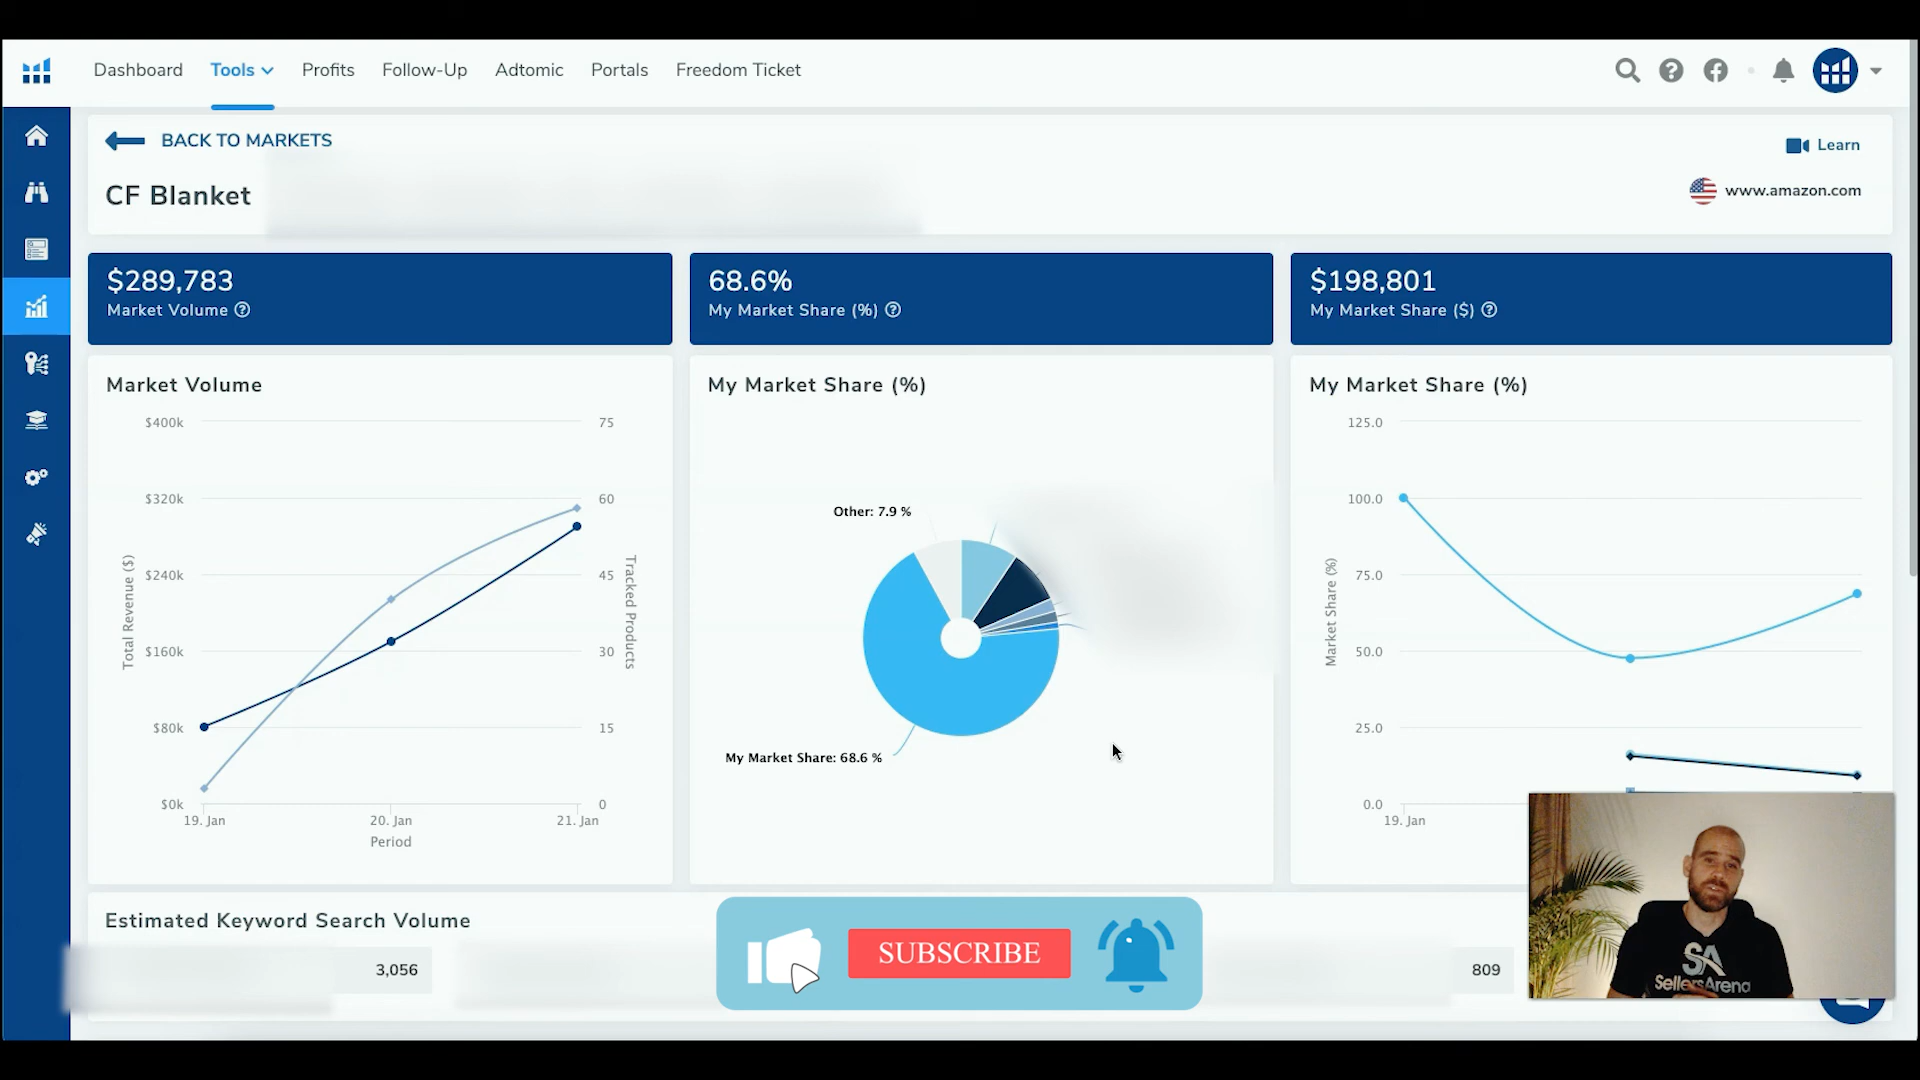 Dashboard Tools Profits Follow-Up Adtomic Portals Freedom Ticket
BACK TO MARKETS
Learn
CF Blanket
www.amazon.com
$289,783
Market Volume
68.6%
My Market Share (%)
$198,801
My Market Share ($)
Market Volume
$400k
$320k
$240k
$160k
$80k
$0k
Total Revenue ($)
75
60
45
30
15
0
Tracked Products
19. Jan 20. Jan 21. Jan
Period
My Market Share (%)
Other: 7.9 %
My Market Share: 68.6 %
My Market Share (%)
125.0
100.0
75.0
50.0
25.0
0.0
Market Share (%)
19. Jan
Estimated Keyword Search Volume
3,056
809
SUBSCRIBE
SA
SellersArena